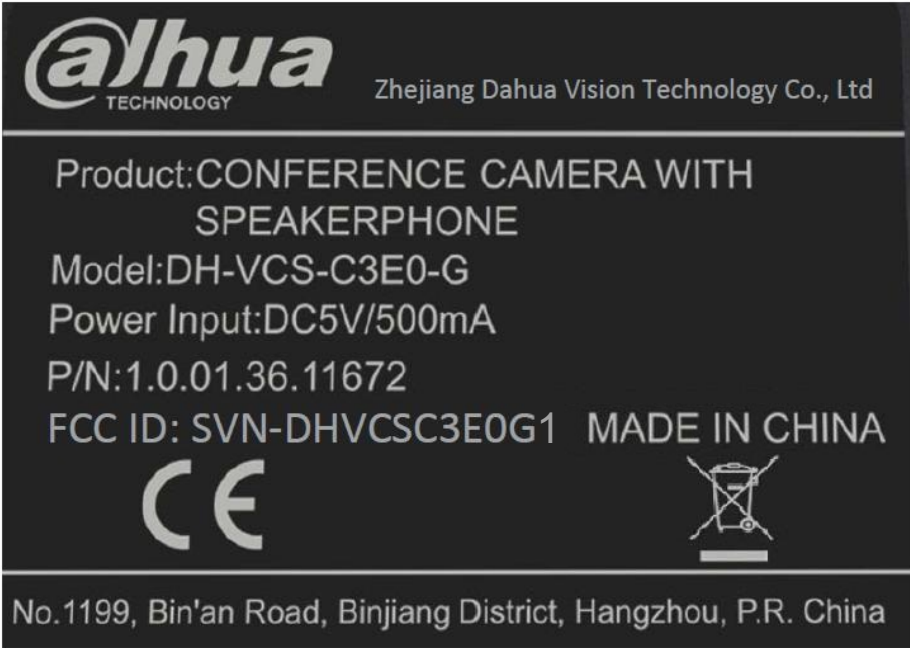 alhua
TECHNOLOGY
Zhejiang Dahua Vision Technology Co., Ltd
Product:CONFERENCE CAMERA WITH
SPEAKERPHONE
Model:DH-VCS-C3E0-G
Power Input:DC5V/500mA
P/N:1.0.01.36.11672
FCC ID: SVN-DHVCSC3E0G1 MADE IN CHINA
CE
No.1199, Bin'an Road, Binjiang District, Hangzhou, P.R. China